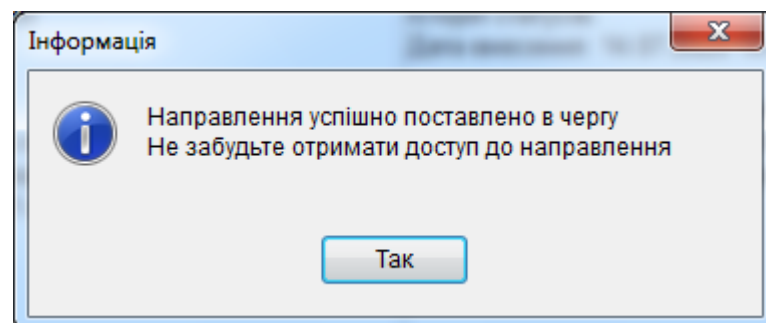 Інформація
Направлення успішно поставлено в чергу
Не забудьте отримати доступ до направлення
Так